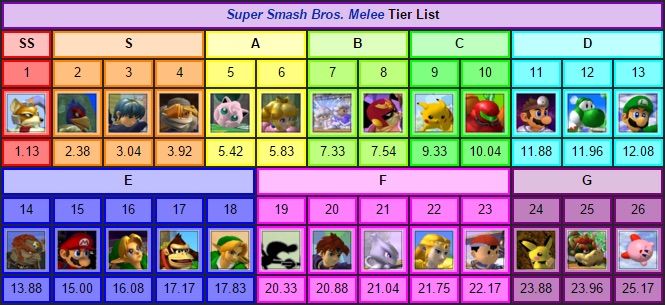 Super Smash Bros. Melee Tier List
SS S A B C D
1 2 3 4 5 6 7 8 9 10 11 12 13
1.13 2.38 3.04 3.92 5.42 5.83 7.33 7.54 9.33 10.04 11.88 11.96 12.08
E F G
14 15 16 17 18 19 20 21 22 23 24 25 26
13.88 15.00 16.08 17.17 17.83 20.33 20.88 21.04 21.75 22.17 23.88 23.96 25.17